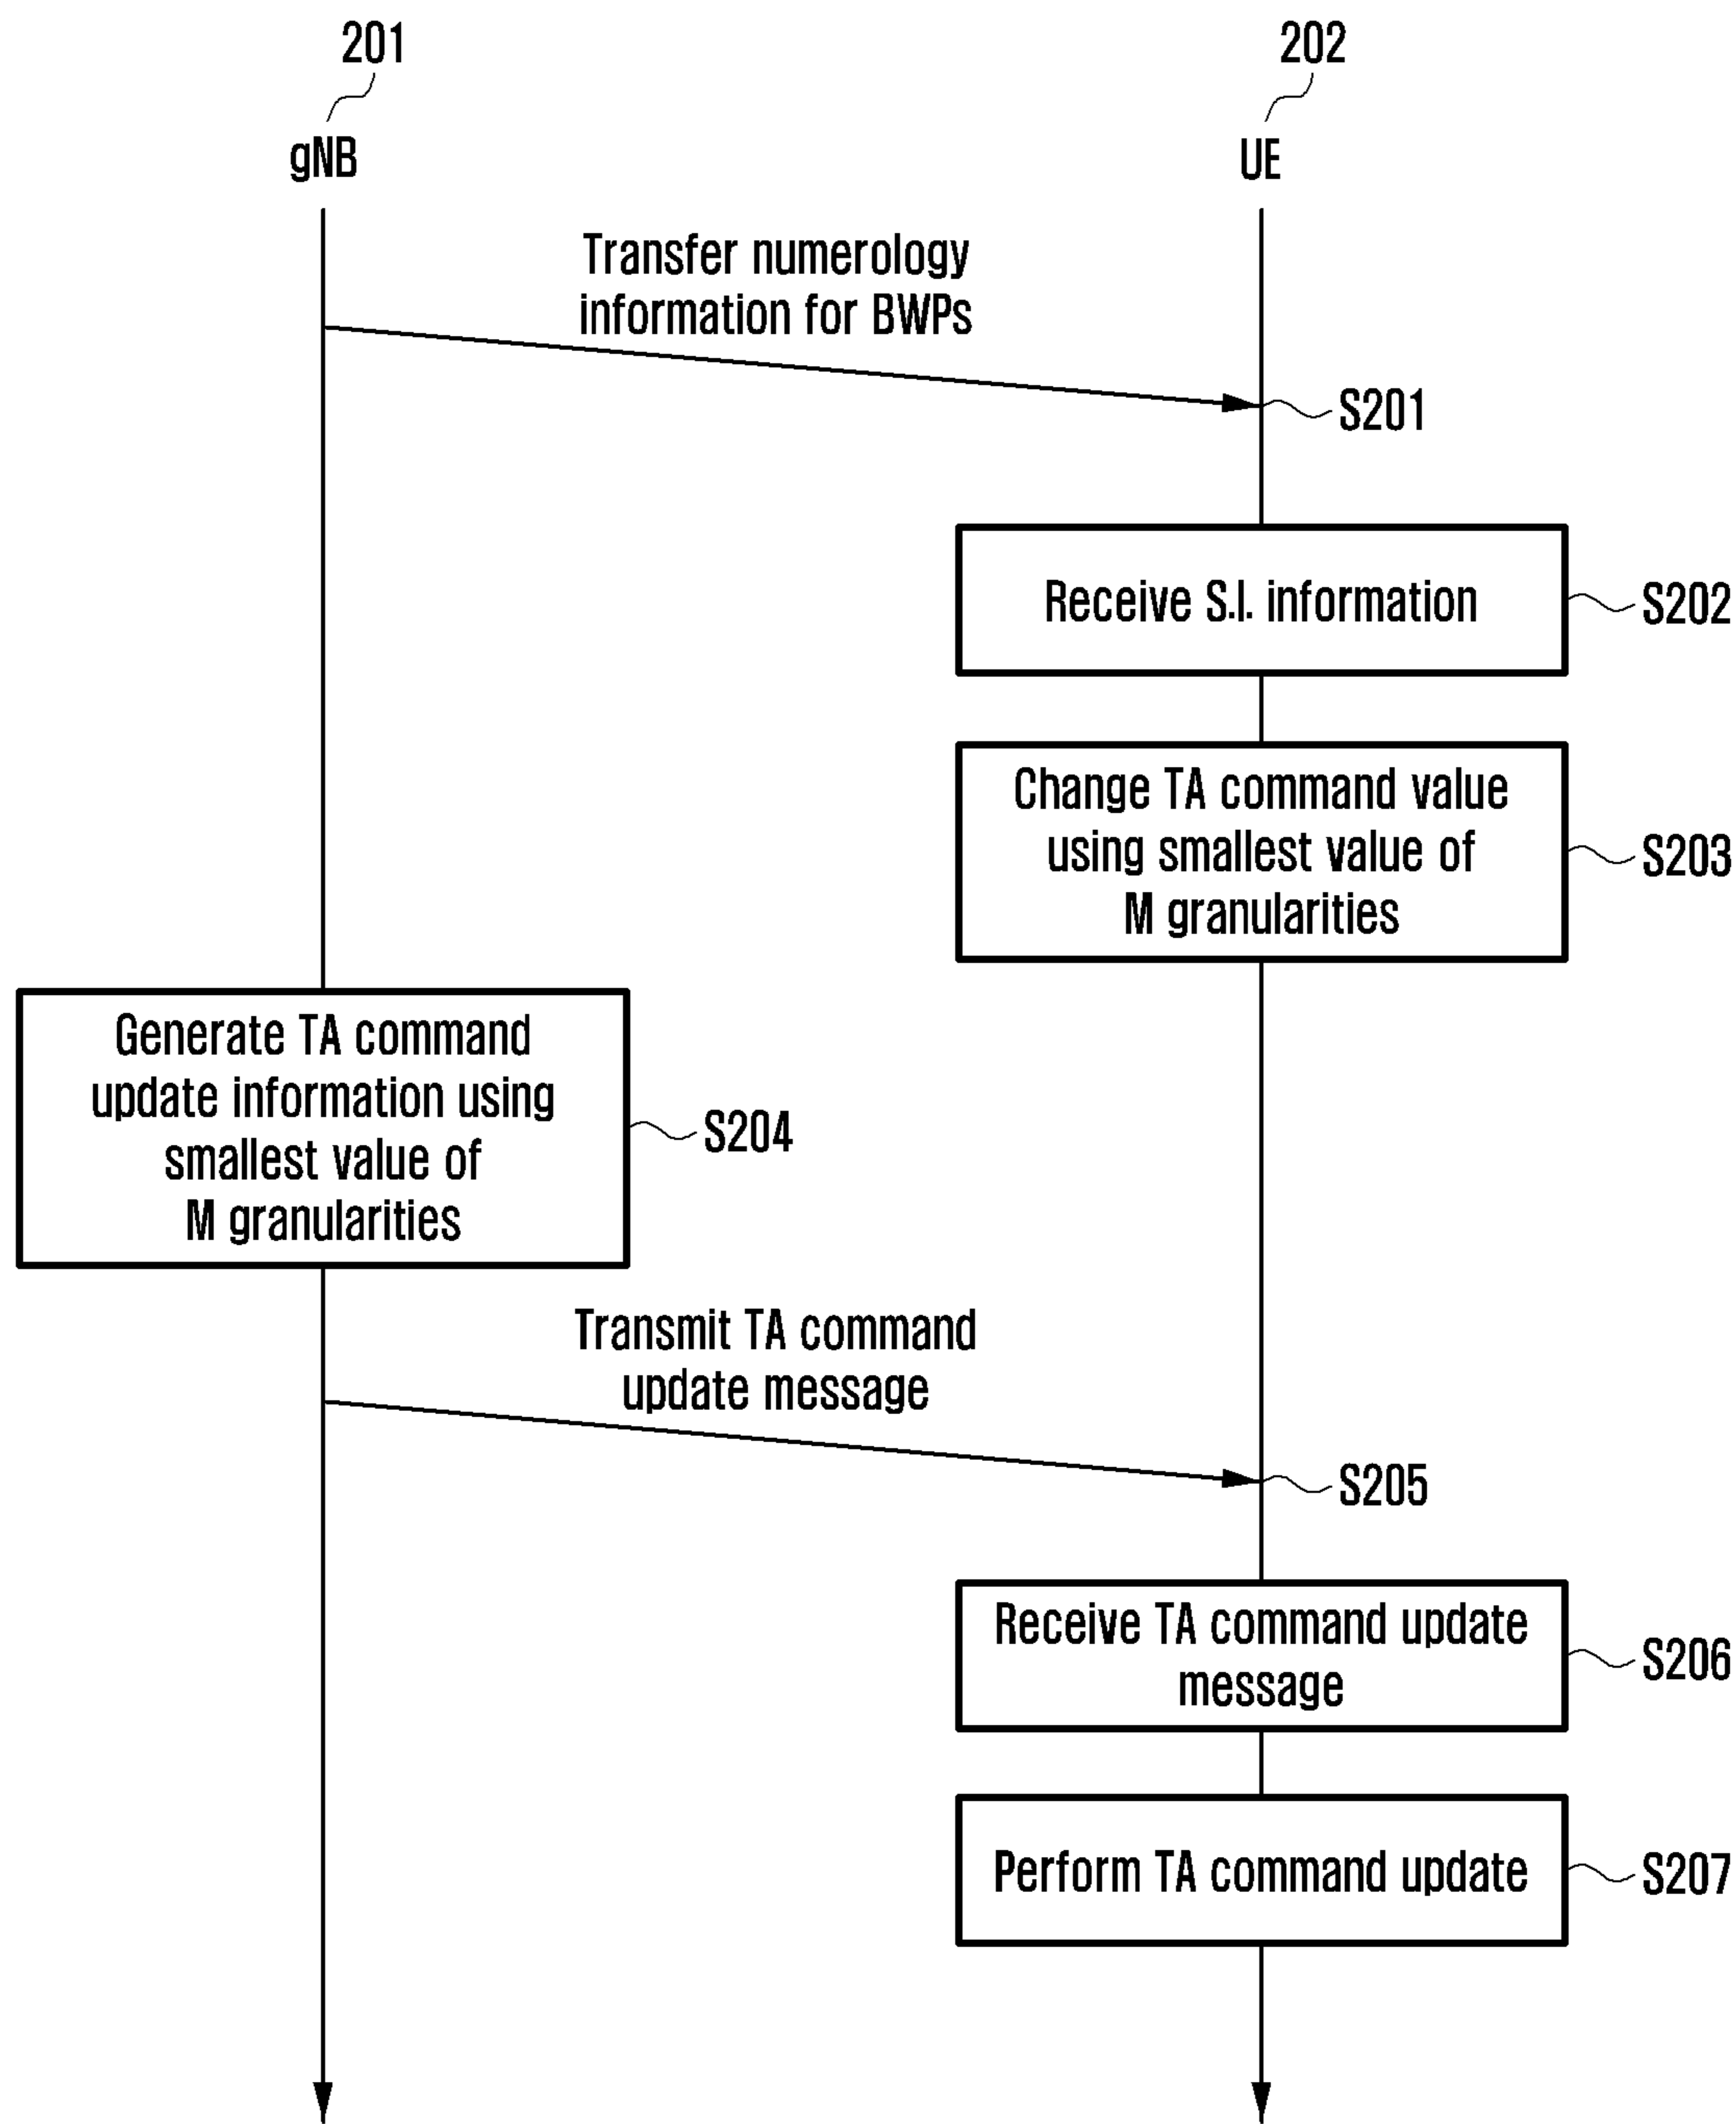 201
202
gNB
UE
Transfer numerology
information for BWPs
S201
Receive S.I. information
S202
Change TA command value
using smallest value of
M granularities
S203
Generate TA command
update information using
smallest value of
M granularities
S204
Transmit TA command
update message
S205
Receive TA command update
message
S206
Perform TA command update
S207